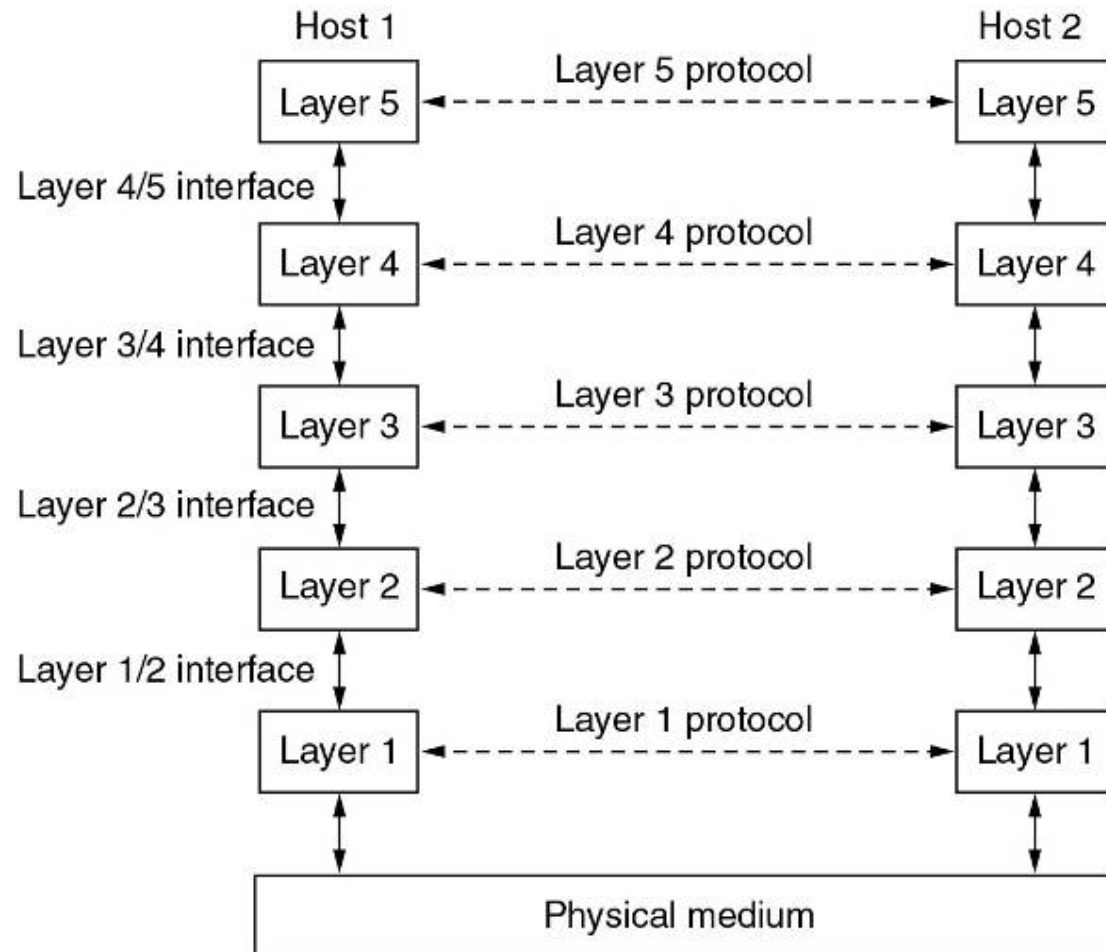 Host 1
Host 2
Layer 5 protocol
Layer 5
Layer 5
Layer 4/5 interface
Layer 4 protocol
Layer 4
Layer 4
Layer 3/4 interface
Layer 3 protocol
Layer 3
Layer 3
Layer 2/3 interface
Layer 2 protocol
Layer 2
Layer 2
Layer 1/2 interface
Layer 1 protocol
Layer 1
Layer 1
Physical medium